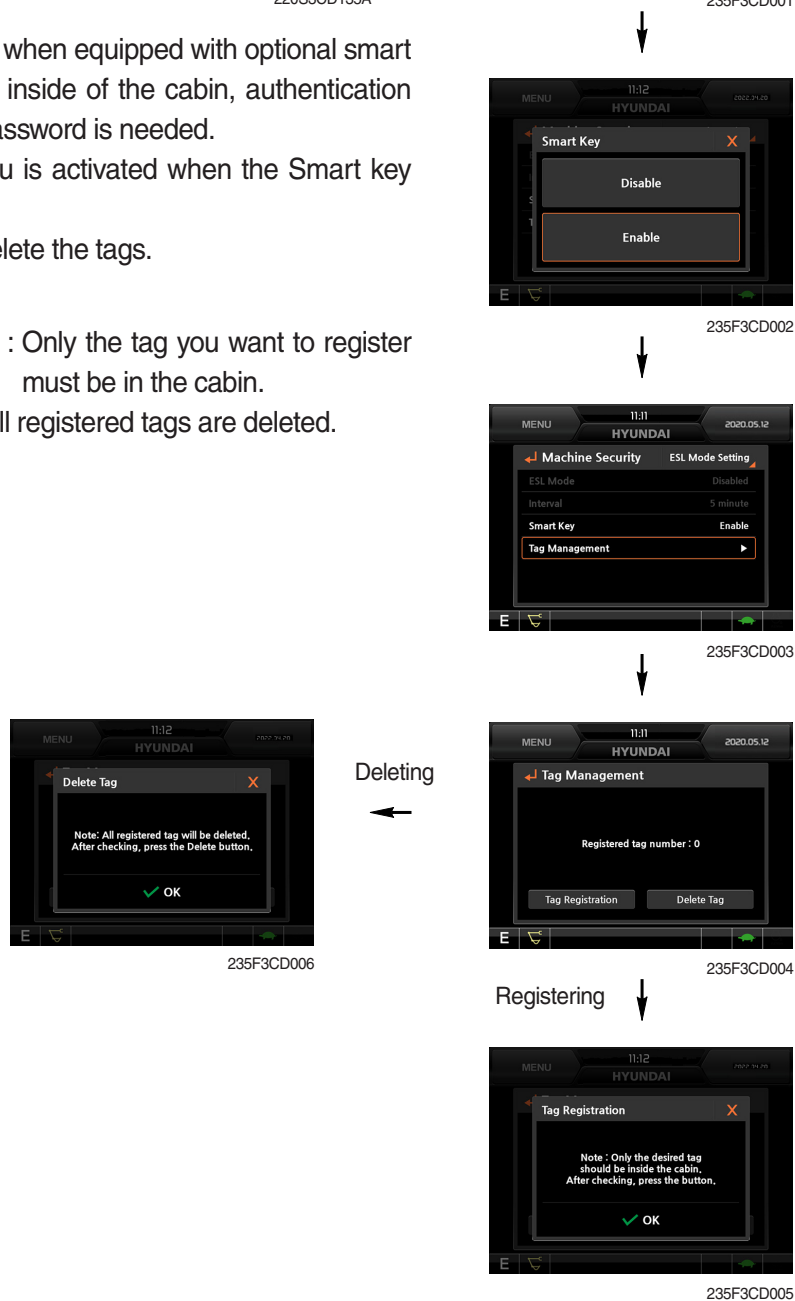 235F3CD001
when equipped with optional smart
inside of the cabin, authentication
assword is needed.
u is activated when the Smart key
elete the tags.
: Only the tag you want to register
must be in the cabin.
ll registered tags are deleted.
MENU
11:12
HYUNDAI
Smart Key X
Disable
Enable
E
235F3CD002
MENU
11:11
HYUNDAI
2020.05.12
Machine Security ESL Mode Setting
ESL Mode Disabled
Interval 5 minute
Smart Key Enable
Tag Management
E
235F3CD003
MENU
11:11
HYUNDAI
2020.05.12
Tag Management
Registered tag number : 0
Tag Registration Delete Tag
E
235F3CD004
Deleting
MENU
11:12
HYUNDAI
Delete Tag X
Note: All registered tag will be deleted.
After checking, press the Delete button.
OK
E
235F3CD006
Registering
MENU
11:12
HYUNDAI
Tag Registration X
Note : Only the desired tag
should be inside the cabin.
After checking, press the button.
OK
E
235F3CD005